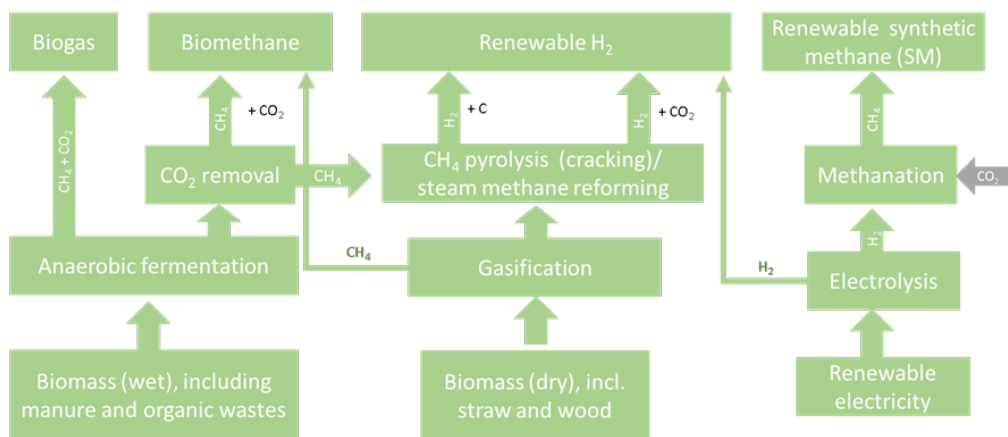 Biogas
Biomethane
Renewable H₂
Renewable synthetic
methane (SM)
CH₄ + CO₂
CH₄
+ CO₂
H₂
+ C
H₂
+ CO₂
CH₄
CO₂ removal
CH₄
CH₄ pyrolysis (cracking)/
steam methane reforming
Methanation
CO₂
Anaerobic fermentation
CH₄
Gasification
H₂
H₂
Electrolysis
Biomass (wet), including
manure and organic wastes
Biomass (dry), incl.
straw and wood
Renewable
electricity